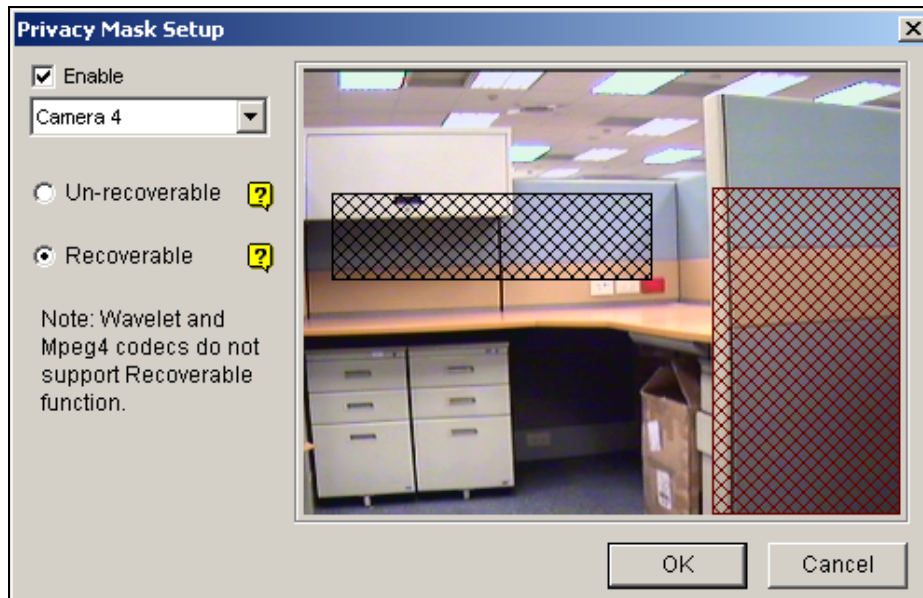 Privacy Mask Setup
Enable
Camera 4
Un-recoverable ?
Recoverable ?
Note: Wavelet and
Mpeg4 codecs do not
support Recoverable
function.
OK
Cancel